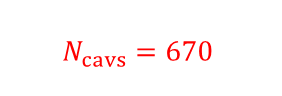 N_cavs = 670